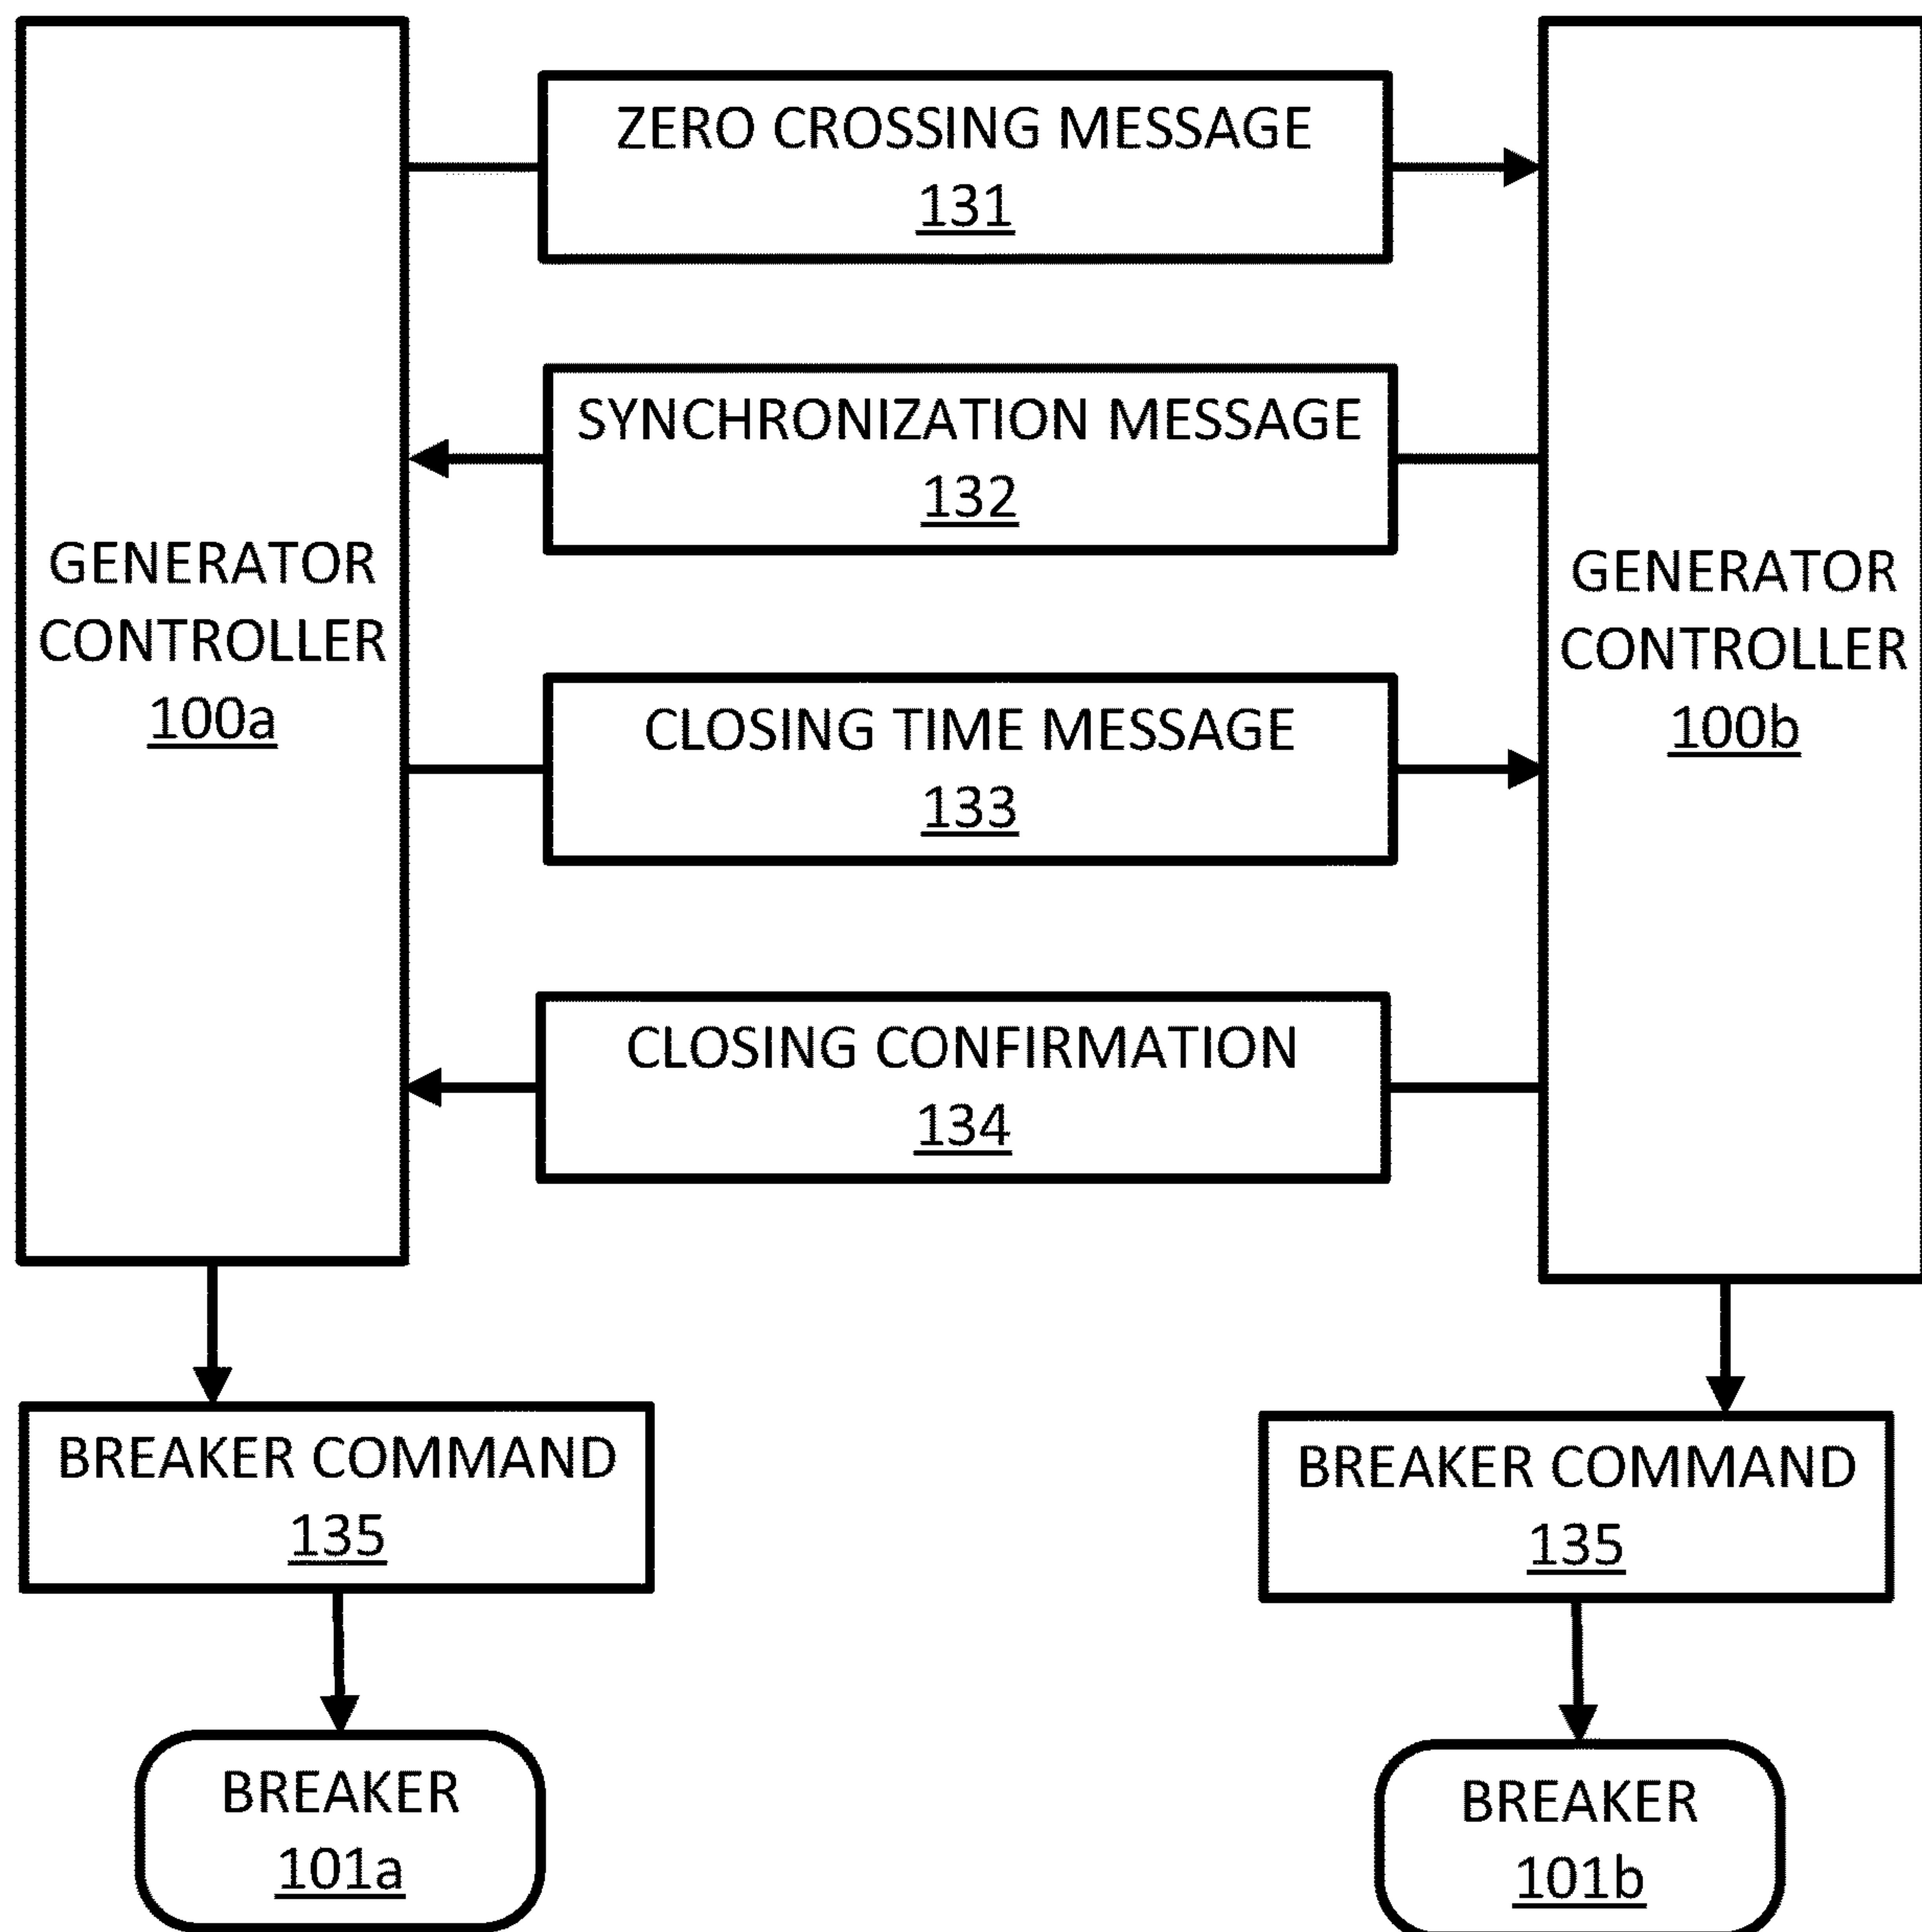 ZERO CROSSING MESSAGE
131
SYNCHRONIZATION MESSAGE
132
GENERATOR
CONTROLLER
100a
GENERATOR
CONTROLLER
100b
CLOSING TIME MESSAGE
133
CLOSING CONFIRMATION
134
BREAKER COMMAND
135
BREAKER COMMAND
135
BREAKER
101a
BREAKER
101b